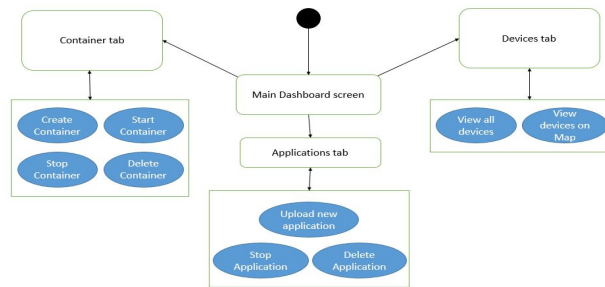 Container tab
Devices tab
Main Dashboard screen
Create
Container
Start
Container
Stop
Container
Delete
Container
View all
devices
View
devices on
Map
Applications tab
Upload new
application
Stop
Application
Delete
Application